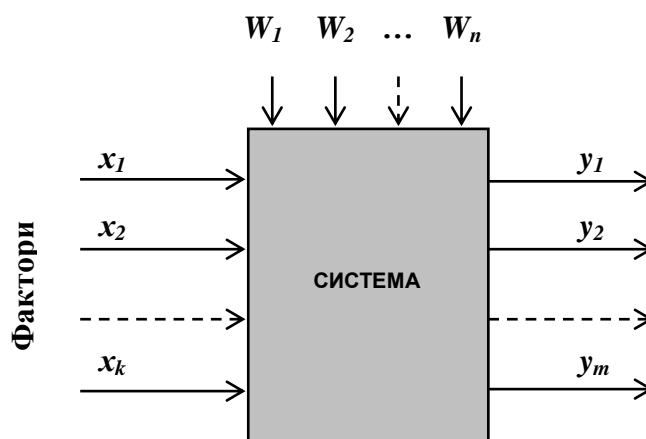 W1 W2 … Wn
x1
y1
x2
y2
Фактори
СИСТЕМА
xk
ym